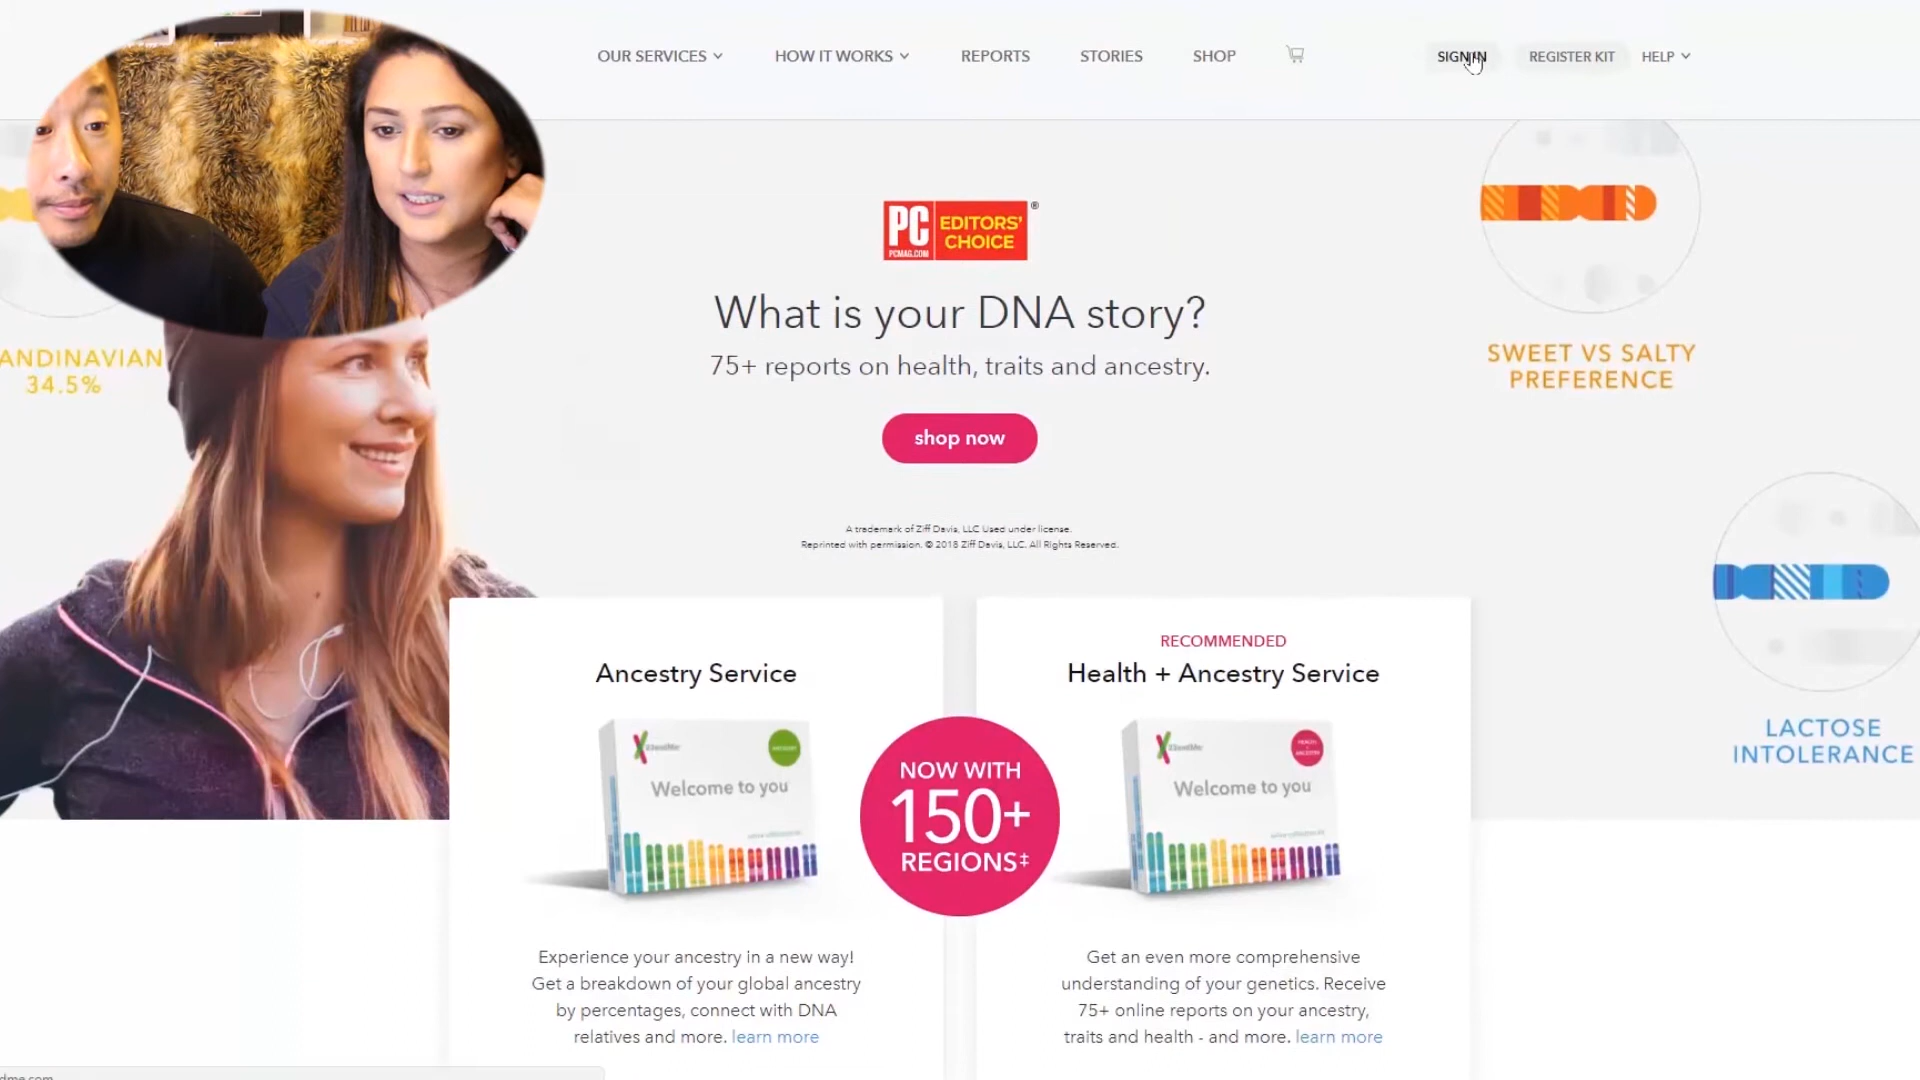 OUR SERVICES
HOW IT WORKS
REPORTS
STORIES
SHOP
SIGN IN
REGISTER KIT
HELP
PC
PCMAG.COM
EDITORS'
CHOICE
®
What is your DNA story?
75+ reports on health, traits and ancestry.
shop now
A trademark of Ziff Davis, LLC Used under license.
Reprinted with permission. © 2018 Ziff Davis, LLC. All Rights Reserved.
ANDINAVIAN
34.5%
SWEET VS SALTY
PREFERENCE
LACTOSE
INTOLERANCE
Ancestry Service
23andMe
Welcome to you
NOW WITH
150+
REGIONS‡
RECOMMENDED
Health + Ancestry Service
23andMe
Welcome to you
Experience your ancestry in a new way!
Get a breakdown of your global ancestry
by percentages, connect with DNA
relatives and more. learn more
Get an even more comprehensive
understanding of your genetics. Receive
75+ online reports on your ancestry,
traits and health - and more. learn more